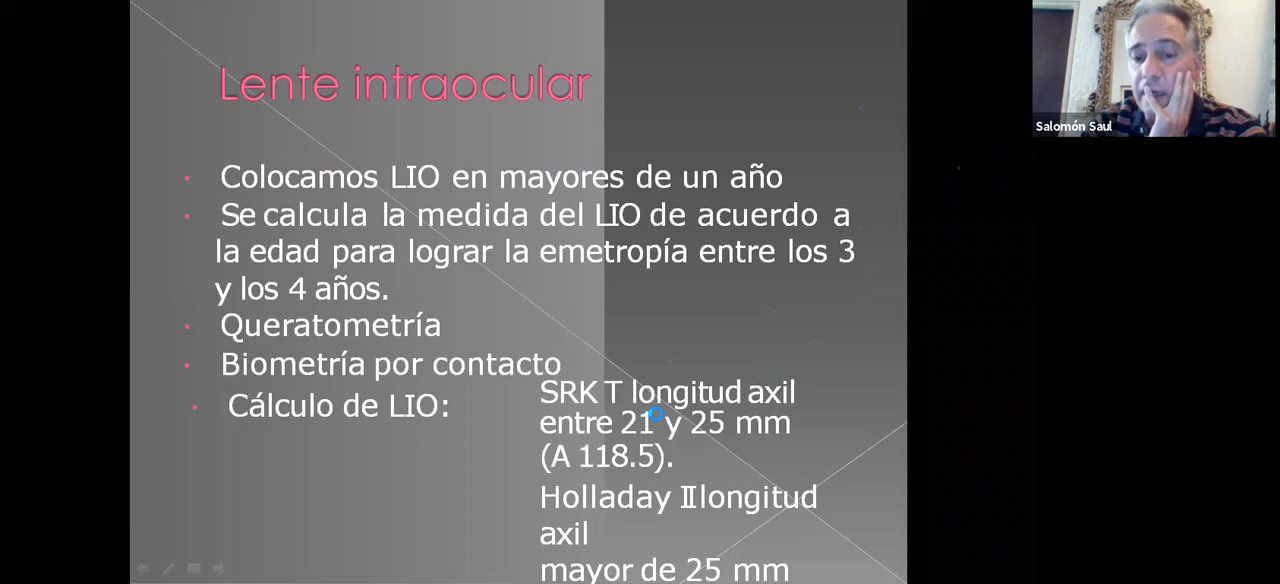 Lente intraocular
Salomón Saul
· Colocamos LIO en mayores de un año
· Se calcula la medida del LIO de acuerdo a
la edad para lograr la emetropía entre los 3
y los 4 años.
· Queratometría
· Biometría por contacto
· Cálculo de LIO:
SRK T longitud axil
entre 21 y 25 mm
(A 118.5).
Holladay II longitud
axil
mayor de 25 mm